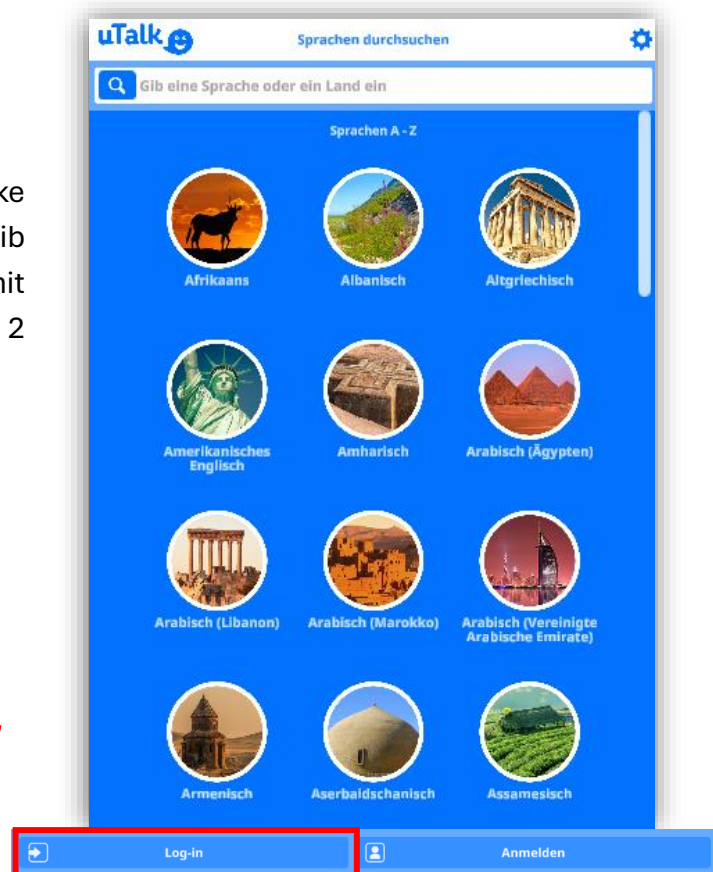 uTalk
Sprachen durchsuchen
Gib eine Sprache oder ein Land ein
Sprachen A - Z
ke
ib
nit
2
Afrikaans
Albanisch
Altgriechisch
Amerikanisches
Englisch
Amharisch
Arabisch (Ägypten)
Arabisch (Libanon)
Arabisch (Marokko)
Arabisch (Vereinigte
Arabische Emirate)
Armenisch
Aserbaidschanisch
Assamesisch
Log-in
Anmelden